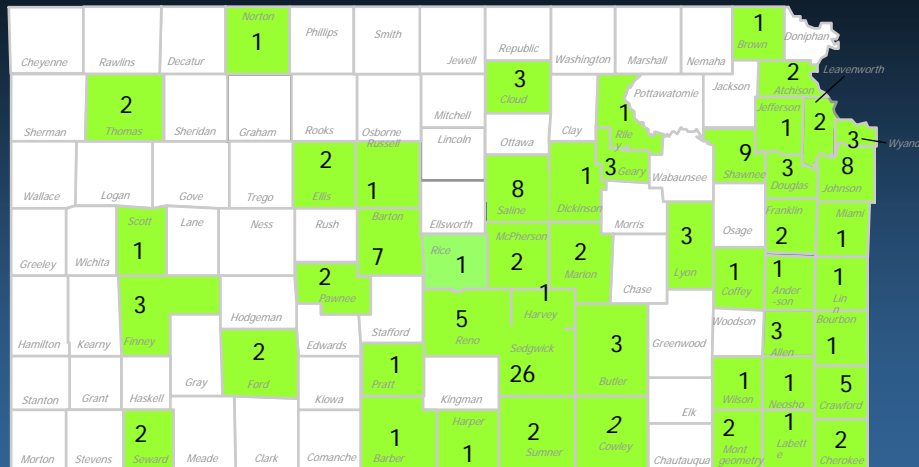 Cheyenne
Rawlins
Decatur
Norton
1
Phillips
Smith
Jewell
Republic
Washington
Marshall
Nemaha
1
Brown
Doniphan
Leavenworth
Sherman
2
Thomas
Sheridan
Graham
Rooks
Osborne
Mitchell
3
Cloud
Clay
1
Rile
y
Pottawatomie
Jackson
2
Atchison
Jefferson
1
2
3
Wyand
Lincoln
Ottawa
Wallace
Logan
Gove
Trego
2
Ellis
Russell
1
Ellsworth
8
Saline
1
Dickinson
3
Geary
Wabaunsee
9
Shawnee
3
Douglas
8
Johnson
Greeley
Wichita
Scott
1
Lane
Ness
Rush
Barton
7
Rice
1
McPherson
2
2
Marion
Morris
Chase
3
Lyon
Osage
Franklin
2
Miami
1
Hamilton
Kearny
3
Finney
Hodgeman
2
Pawnee
Edwards
Stafford
5
Reno
1
Harvey
Sedgwick
26
3
Butler
Greenwood
1
Coffey
1
Ander
-son
1
Lin
n
Woodson
3
Allen
Bourbon
1
Stanton
Grant
Haskell
Gray
2
Ford
Kiowa
1
Pratt
Kingman
Elk
1
Wilson
1
Neosho
5
Crawford
Morton
Stevens
2
Seward
Meade
Clark
Comanche
1
Barber
Harper
1
2
Sumner
2
Cowley
Chautauqua
2
Mont
geometry
1
Labett
e
2
Cherokee